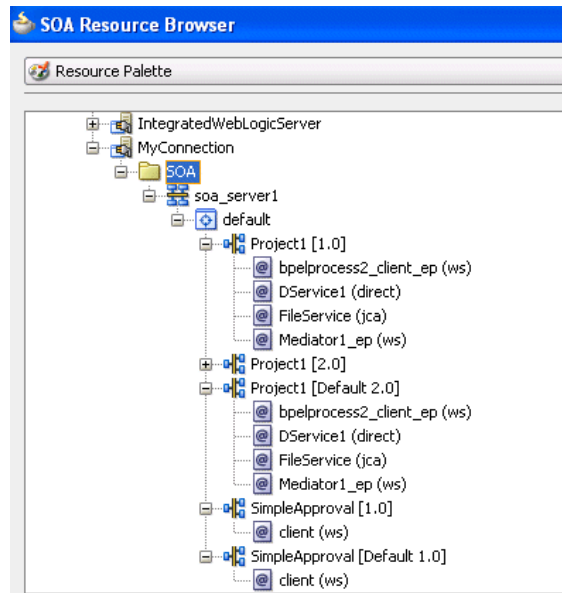 SOA Resource Browser
Resource Palette
IntegratedWebLogicServer
MyConnection
SOA
soa_server1
default
Project1 [1.0]
bpelprocess2_client_ep (ws)
DService1 (direct)
FileService (jca)
Mediator1_ep (ws)
Project1 [2.0]
Project1 [Default 2.0]
bpelprocess2_client_ep (ws)
DService1 (direct)
FileService (jca)
Mediator1_ep (ws)
SimpleApproval [1.0]
client (ws)
SimpleApproval [Default 1.0]
client (ws)